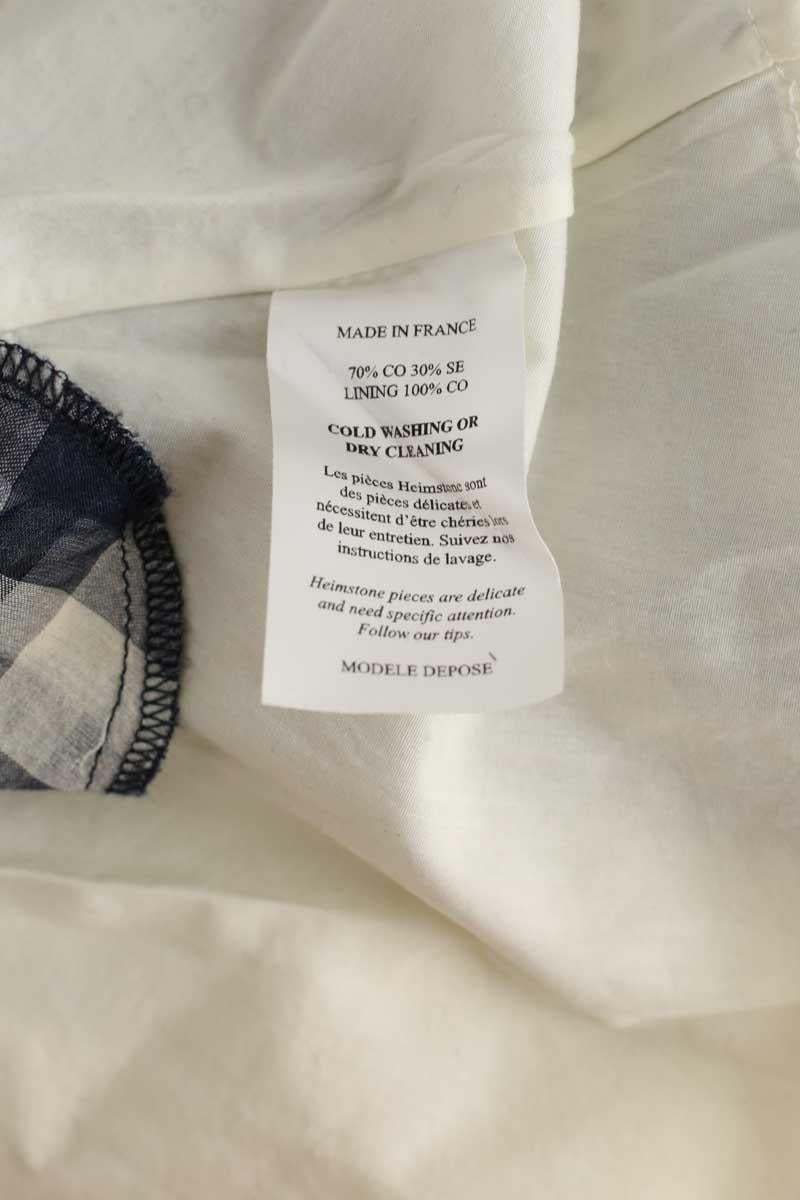 MADE IN FRANCE
70% CO 30% SE
LINING 100% CO
COLD WASHING OR
DRY CLEANING
Les pièces Heimstone sont
des pièces délicates et
nécessitent d'être chéries lors
de leur entretien. Suivez nos
instructions de lavage.
Heimstone pieces are delicate
and need specific attention.
Follow our tips.
MODELE DEPOSE